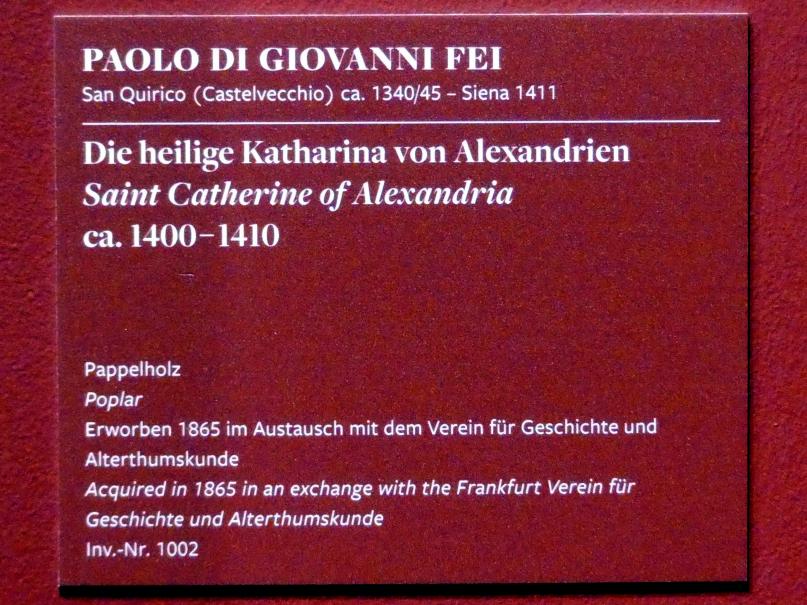 PAOLO DI GIOVANNI FEI
San Quirico (Castelvecchio) ca. 1340/45 – Siena 1411
Die heilige Katharina von Alexandrien
Saint Catherine of Alexandria
ca. 1400–1410
Pappelholz
Poplar
Erworben 1865 im Austausch mit dem Verein für Geschichte und
Alterthumskunde
Acquired in 1865 in an exchange with the Frankfurt Verein für
Geschichte und Alterthumskunde
Inv.-Nr. 1002